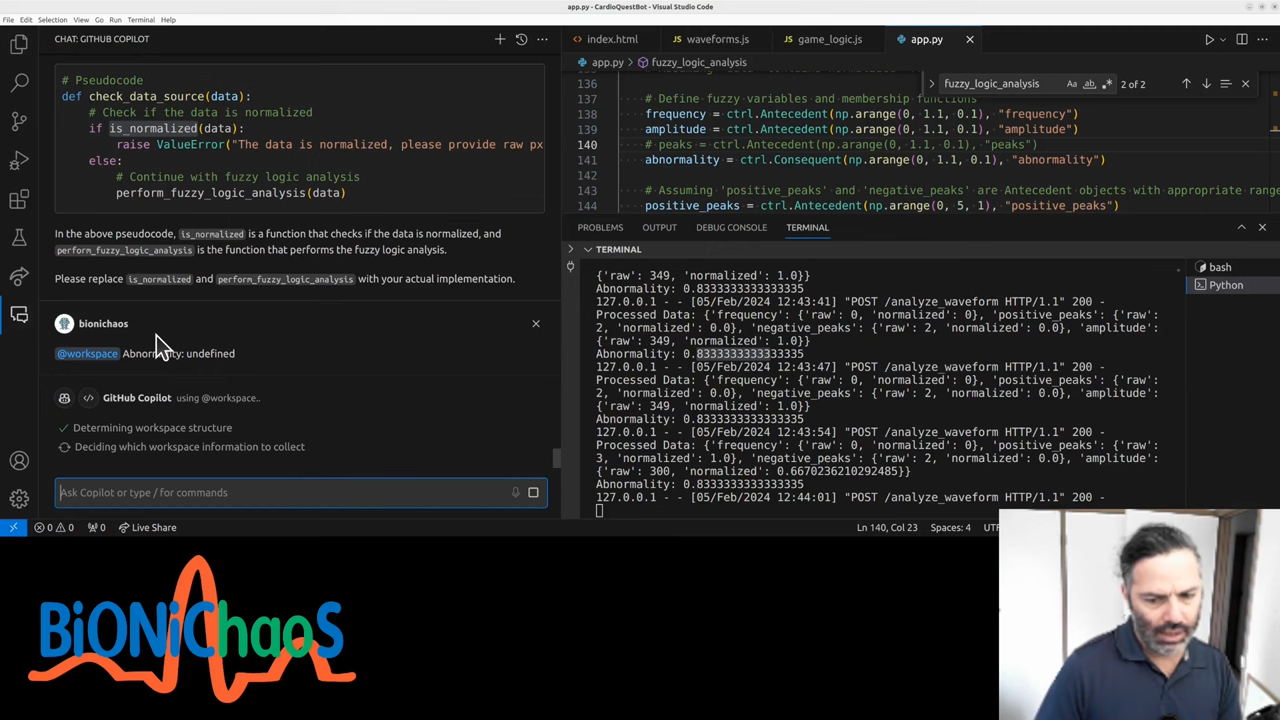 app.py - CardioQuestBot - Visual Studio Code
File Edit Selection View Go Run Terminal Help
CHAT: GITHUB COPILOT
# Pseudocode
def check_data_source(data):
# Check if the data is normalized
if is_normalized(data):
raise ValueError("The data is normalized, please provide raw px
else:
# Continue with fuzzy logic analysis
perform_fuzzy_logic_analysis(data)
In the above pseudocode, is_normalized is a function that checks if the data is normalized, and
perform_fuzzy_logic_analysis is the function that performs the fuzzy logic analysis.
Please replace is_normalized and perform_fuzzy_logic_analysis with your actual implementation.
bionichaos
@workspace Abnormality: undefined
GitHub Copilot using @workspace..
Determining workspace structure
Deciding which workspace information to collect
Ask Copilot or type / for commands
index.html waveforms.js game_logic.js app.py
app.py > fuzzy_logic_analysis
fuzzy_logic_analysis Aa ab 2 of 2
136
137 # Define fuzzy variables and membership functions
138 frequency = ctrl.Antecedent(np.arange(0, 1.1, 0.1), "frequency")
139 amplitude = ctrl.Antecedent(np.arange(0, 1.1, 0.1), "amplitude")
140 # peaks = ctrl.Antecedent(np.arange(0, 1.1, 0.1), "peaks")
141 abnormality = ctrl.Consequent(np.arange(0, 1.1, 0.1), "abnormality")
142
143 # Assuming 'positive_peaks' and 'negative_peaks' are Antecedent objects with appropriate range
144 positive_peaks = ctrl.Antecedent(np.arange(0, 5, 1), "positive_peaks")
PROBLEMS OUTPUT DEBUG CONSOLE TERMINAL
TERMINAL
{'raw': 349, 'normalized': 1.0}}
Abnormality: 0.8333333333333335
127.0.0.1 - - [05/Feb/2024 12:43:41] "POST /analyze_waveform HTTP/1.1" 200 -
Processed Data: {'frequency': {'raw': 0, 'normalized': 0}, 'positive_peaks': {'raw':
2, 'normalized': 0.0}, 'negative_peaks': {'raw': 2, 'normalized': 0.0}, 'amplitude':
{'raw': 349, 'normalized': 1.0}}
Abnormality: 0.8333333333333335
127.0.0.1 - - [05/Feb/2024 12:43:47] "POST /analyze_waveform HTTP/1.1" 200 -
Processed Data: {'frequency': {'raw': 0, 'normalized': 0}, 'positive_peaks': {'raw':
2, 'normalized': 0.0}, 'negative_peaks': {'raw': 2, 'normalized': 0.0}, 'amplitude':
{'raw': 349, 'normalized': 1.0}}
Abnormality: 0.8333333333333335
127.0.0.1 - - [05/Feb/2024 12:43:54] "POST /analyze_waveform HTTP/1.1" 200 -
Processed Data: {'frequency': {'raw': 0, 'normalized': 0}, 'positive_peaks': {'raw':
3, 'normalized': 1.0}, 'negative_peaks': {'raw': 2, 'normalized': 0.0}, 'amplitude':
{'raw': 300, 'normalized': 0.6670236210292485}}
Abnormality: 0.8333333333333335
127.0.0.1 - - [05/Feb/2024 12:44:01] "POST /analyze_waveform HTTP/1.1" 200 -
bash
Python
0 0 0 Live Share
Ln 140, Col 23 Spaces: 4
BiONiChaoS